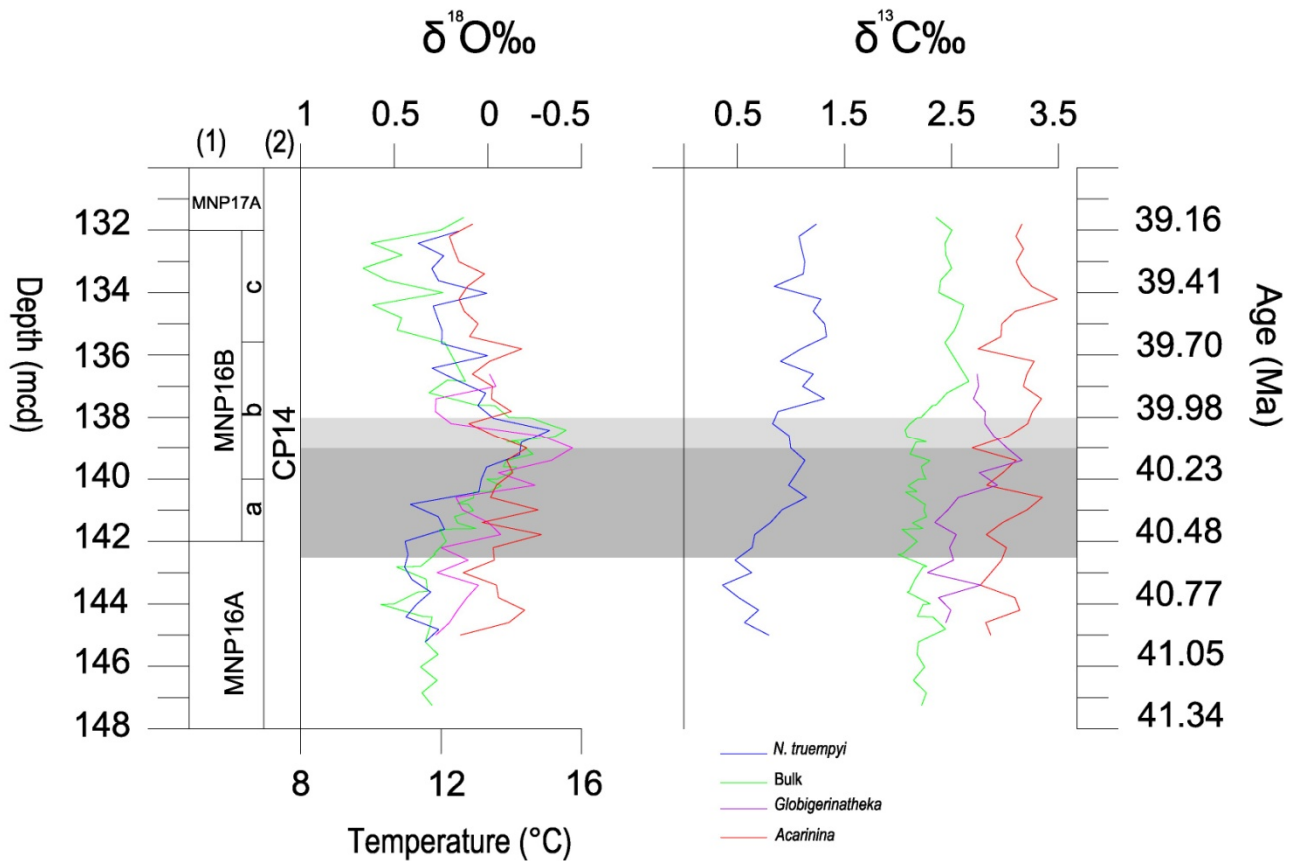 δ¹⁸O‰ δ¹³C‰
1 0.5 0 -0.5 0.5 1.5 2.5 3.5
(1) (2)
MNP17A
MNP16B
MNP16A
c
b
a
CP14
Depth (mcd)
132
134
136
138
140
142
144
146
148
39.16
39.41
39.70
39.98
40.23
40.48
40.77
41.05
41.34
Age (Ma)
8 12 16
Temperature (°C)
N. truempyi
Bulk
Globigerinatheka
Acarinina